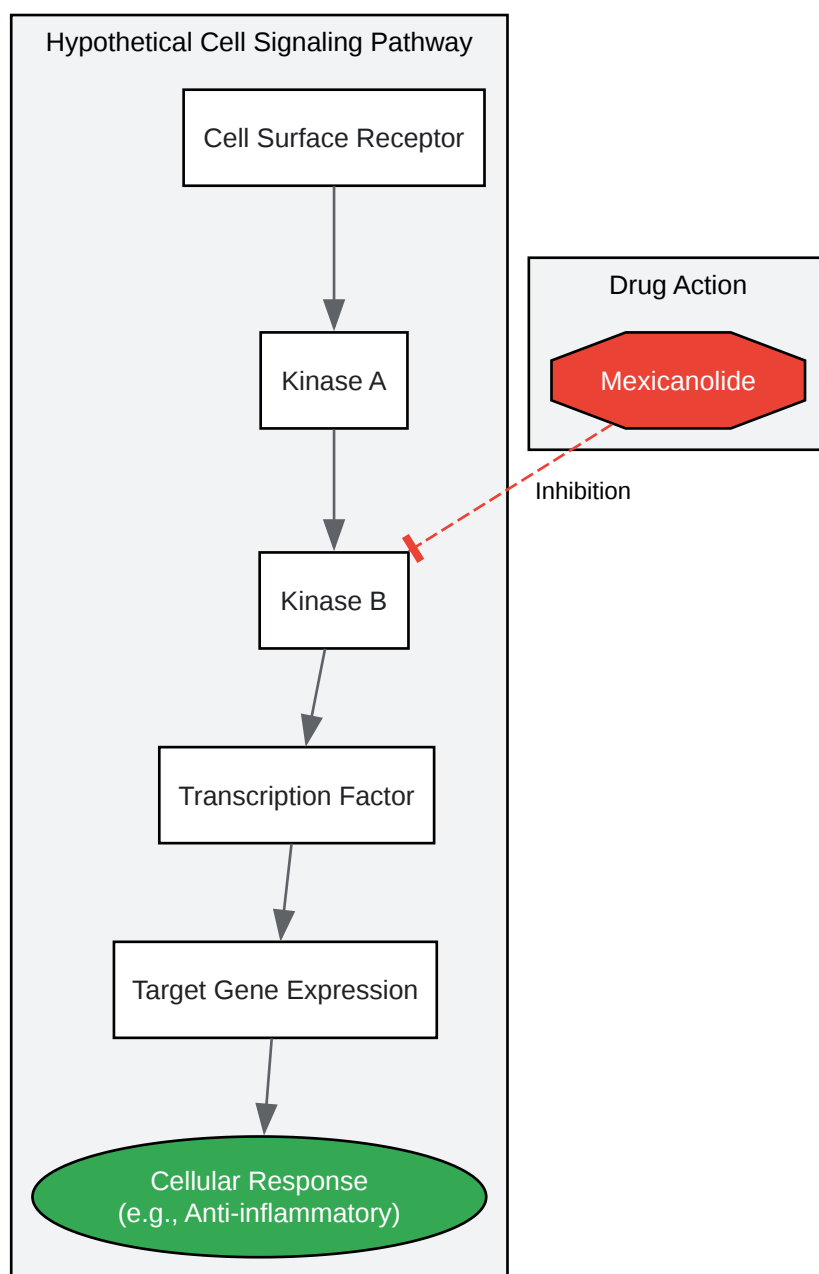 Hypothetical Cell Signaling Pathway
Cell Surface Receptor
Drug Action
Kinase A
Mexicanolide
Inhibition
Kinase B
Transcription Factor
Target Gene Expression
Cellular Response
(e.g., Anti-inflammatory)